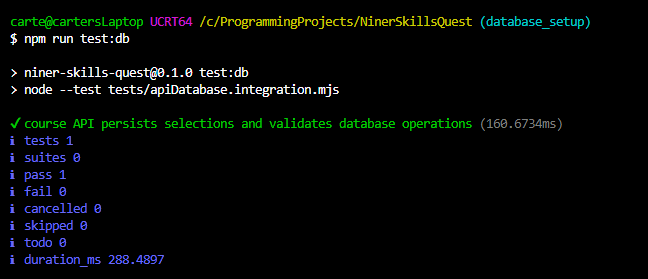 carte@cartersLaptop UCRT64 /c/ProgrammingProjects/NinerSkillsQuest (database_setup)
$ npm run test:db
> niner-skills-quest@0.1.0 test:db
> node --test tests/apiDatabase.integration.mjs
✔ course API persists selections and validates database operations (160.6734ms)
ℹ tests 1
ℹ suites 0
ℹ pass 1
ℹ fail 0
ℹ cancelled 0
ℹ skipped 0
ℹ todo 0
ℹ duration_ms 288.4897